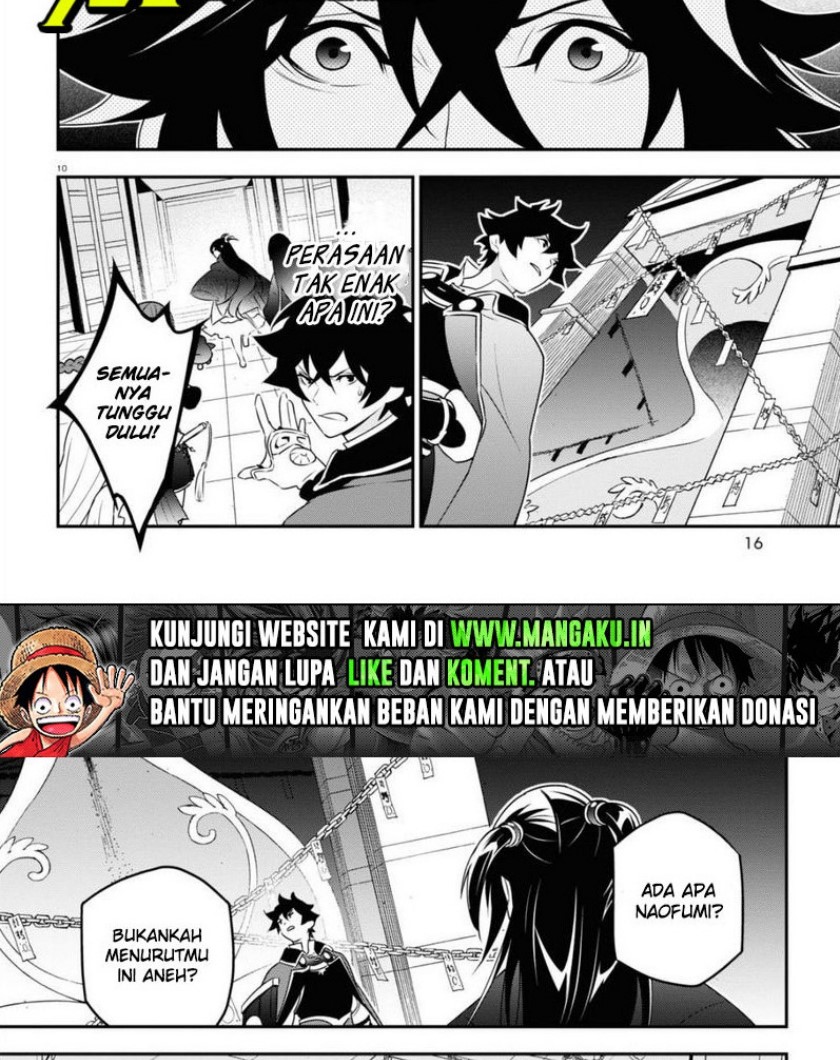 10
...
PERASAAN
TAK ENAK
APA INI?
SEMUA-
NYA
TUNGGU
DULU!
16
KUNJUNGI WEBSITE KAMI DI WWW.MANGAKU.IN
DAN JANGAN LUPA LIKE DAN KOMENT. ATAU
BANTU MERINGANKAN BEBAN KAMI DENGAN MEMBERIKAN DONASI
ADA APA
NAOFUMI?
BUKANKAH
MENURUTMU
INI ANEH?